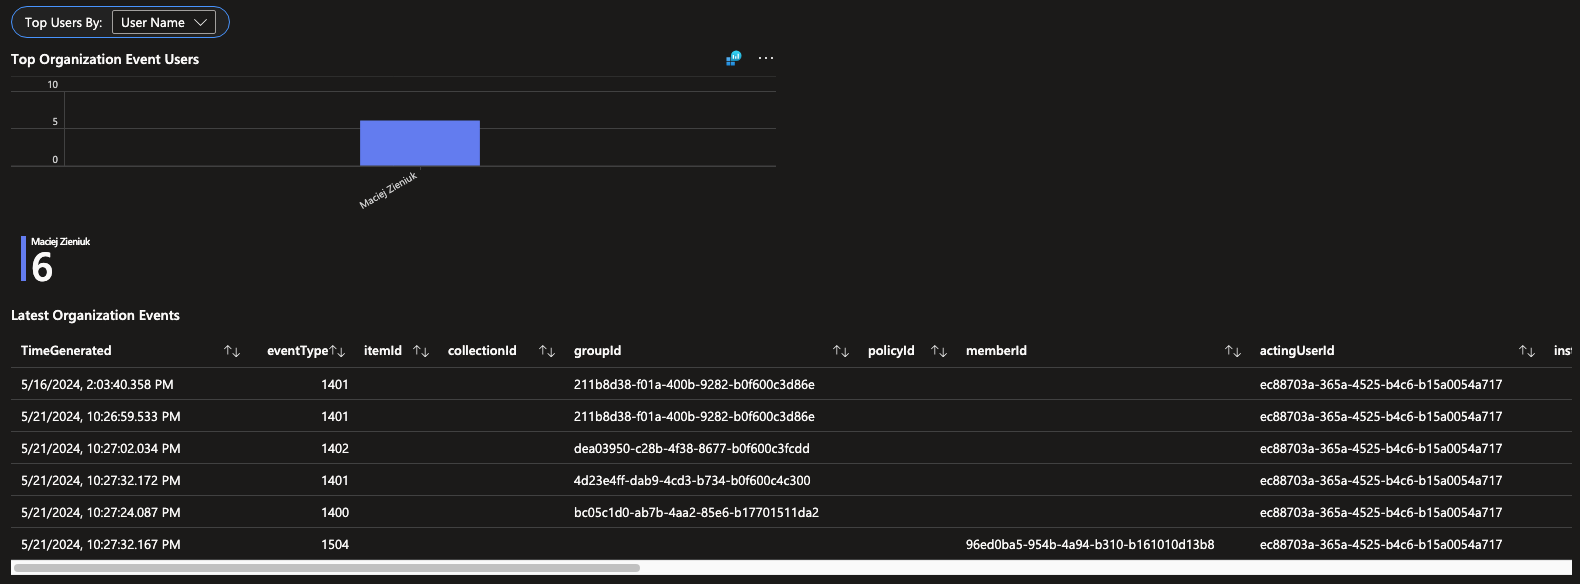 Top Users By: User Name
Top Organization Event Users
10
5
0
Maciej Zieniuk
Maciej Zieniuk
6
Latest Organization Events
TimeGenerated eventType itemId collectionId groupId policyId memberId actingUserId inst
5/16/2024, 2:03:40.358 PM 1401 211b8d38-f01a-400b-9282-b0f600c3d86e ec88703a-365a-4525-b4c6-b15a0054a717
5/21/2024, 10:26:59.533 PM 1401 211b8d38-f01a-400b-9282-b0f600c3d86e ec88703a-365a-4525-b4c6-b15a0054a717
5/21/2024, 10:27:02.034 PM 1402 dea03950-c28b-4f38-8677-b0f600c3fcdd ec88703a-365a-4525-b4c6-b15a0054a717
5/21/2024, 10:27:32.172 PM 1401 4d23e4ff-dab9-4cd3-b734-b0f600c4c300 ec88703a-365a-4525-b4c6-b15a0054a717
5/21/2024, 10:27:24.087 PM 1400 bc05c1d0-ab7b-4aa2-85e6-b17701511da2 ec88703a-365a-4525-b4c6-b15a0054a717
5/21/2024, 10:27:32.167 PM 1504 96ed0ba5-954b-4a94-b310-b161010d13b8 ec88703a-365a-4525-b4c6-b15a0054a717